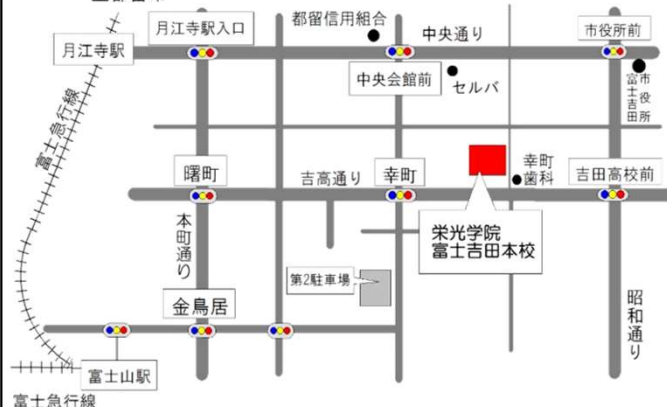 月江寺駅入口
都留信用組合
中央通り
市役所前
月江寺駅
中央会館前
セルバ
富士吉田
市役所
富士急行線
曙町
吉高通り
幸町
幸町
歯科
吉田高校前
本町通り
栄光学院
富士吉田本校
第2駐車場
金鳥居
昭和通り
富士山駅
富士急行線